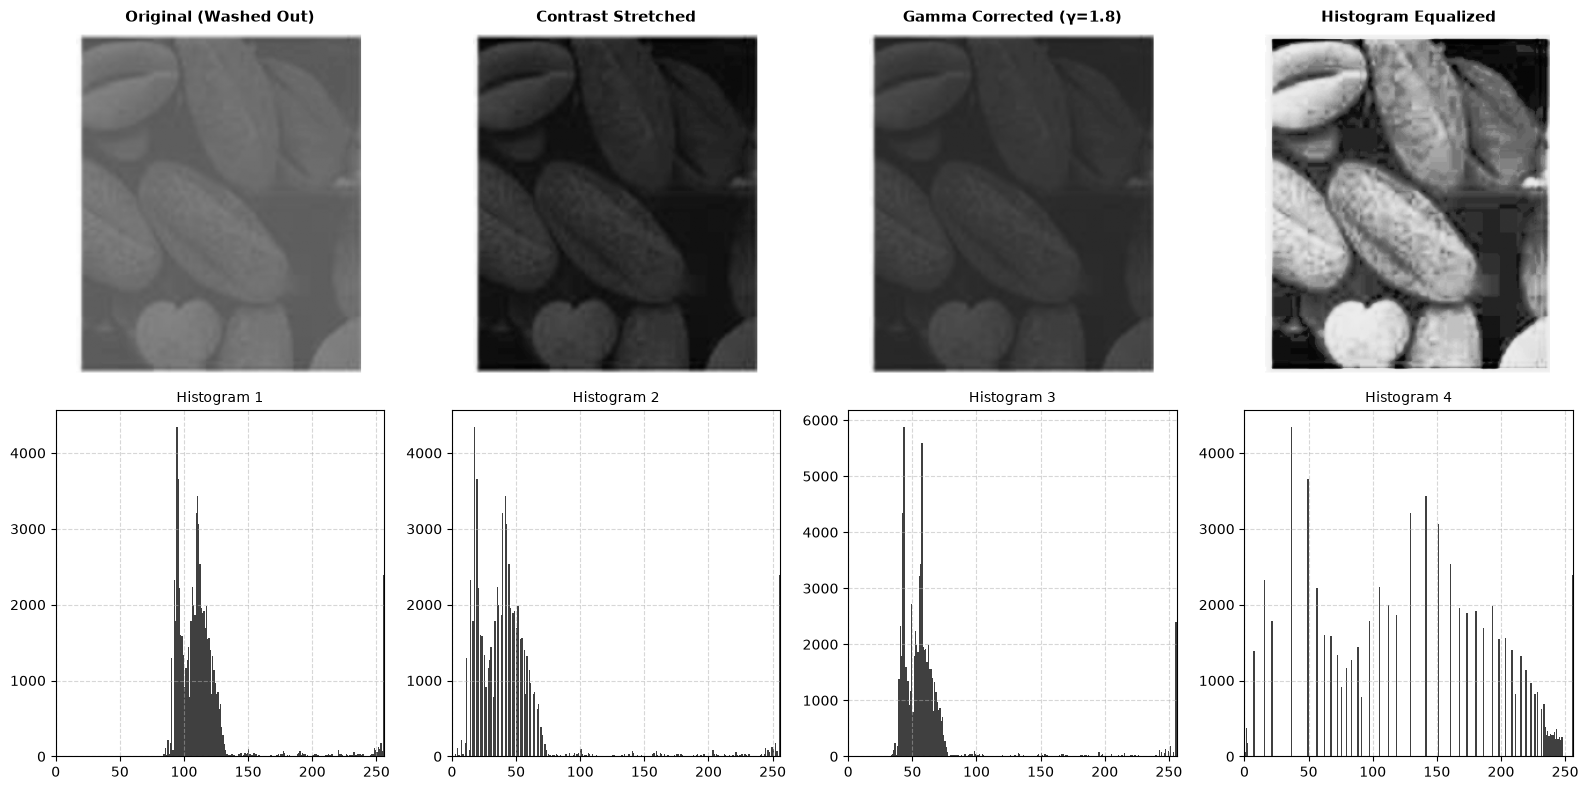 Original (Washed Out)
Contrast Stretched
Gamma Corrected (γ=1.8)
Histogram Equalized
Histogram 1
4000
3000
2000
1000
0
0 50 100 150 200 250
Histogram 2
4000
3000
2000
1000
0
0 50 100 150 200 250
Histogram 3
6000
5000
4000
3000
2000
1000
0
0 50 100 150 200 250
Histogram 4
4000
3000
2000
1000
0
0 50 100 150 200 250